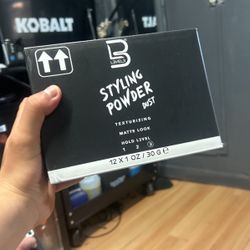 KOBALT
L3
LEVEL3
STYLING
POWDER
DUST
TEXTURIZING
MATTE LOOK
HOLD LEVEL
1 2 3
12 X 1 OZ / 30 G ℮